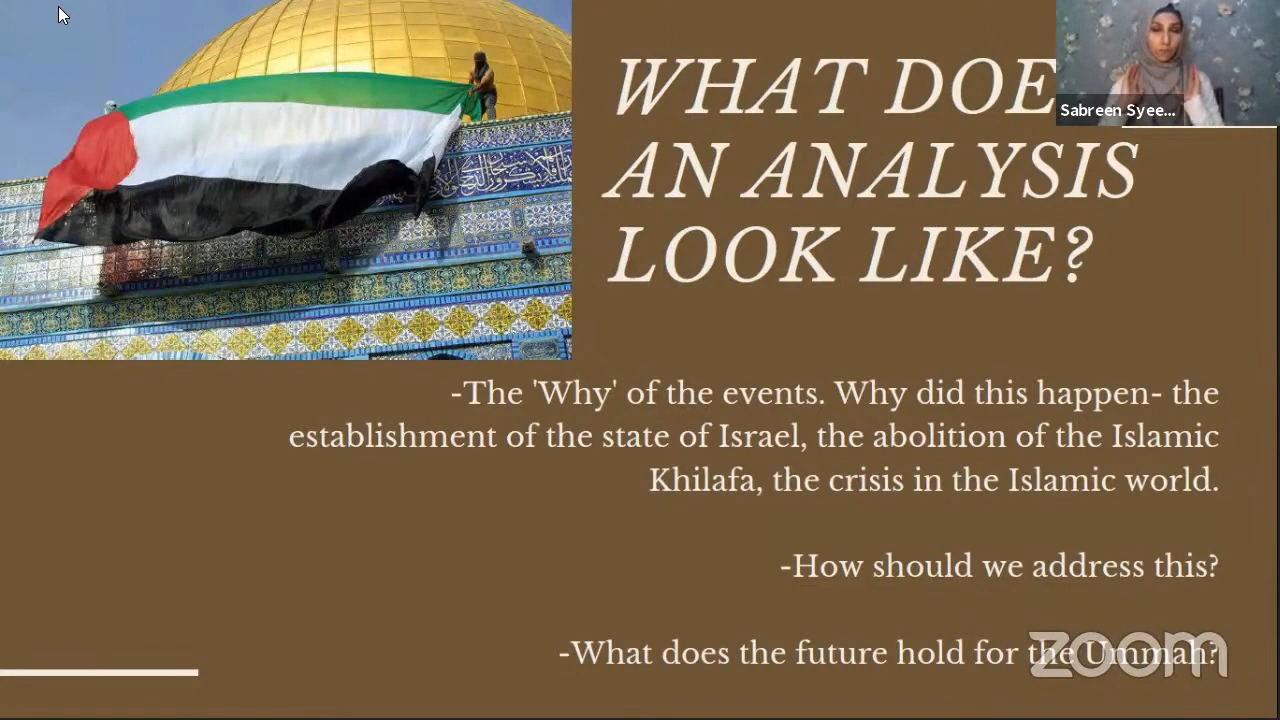 WHAT DOE
AN ANALYSIS
LOOK LIKE?
Sabreen Syee...
-The 'Why' of the events. Why did this happen- the
establishment of the state of Israel, the abolition of the Islamic
Khilafa, the crisis in the Islamic world.
-How should we address this?
-What does the future hold for the Ummah?
zoom